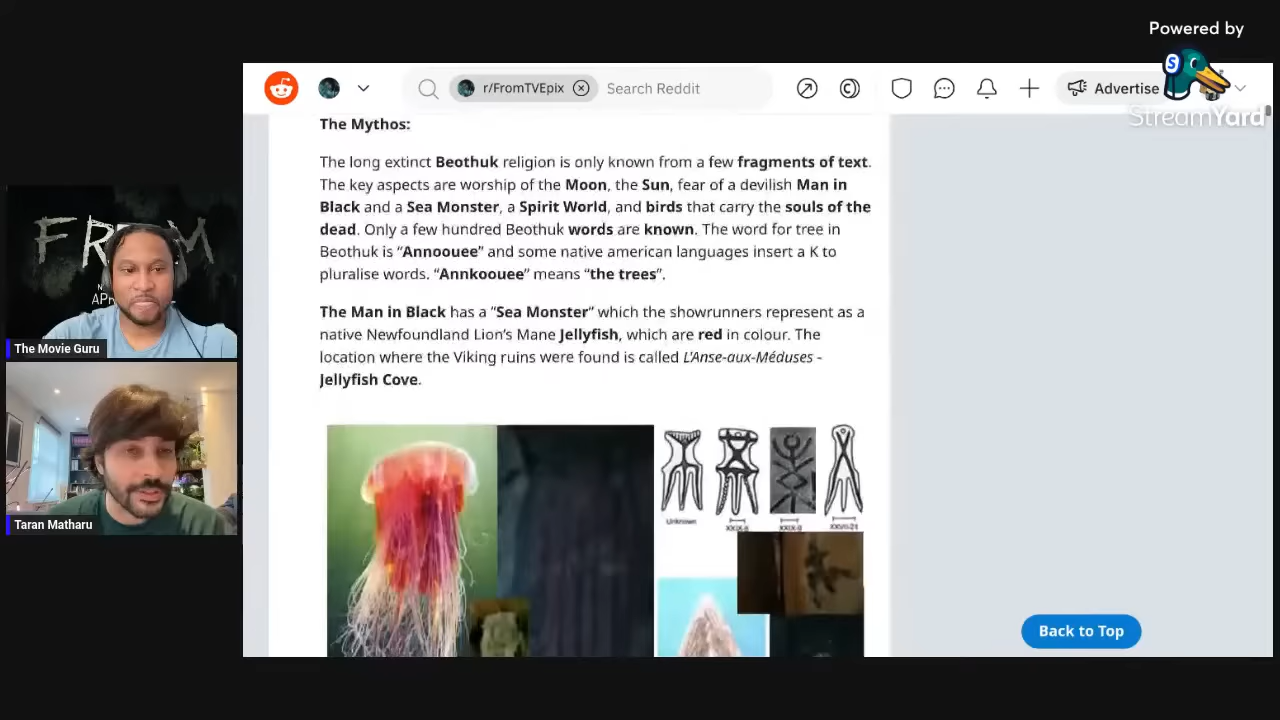 Powered by
StreamYard
r/FromTVEpix
Search Reddit
Advertise
The Mythos:
The long extinct Beothuk religion is only known from a few fragments of text.
The key aspects are worship of the Moon, the Sun, fear of a devilish Man in
Black and a Sea Monster, a Spirit World, and birds that carry the souls of the
dead. Only a few hundred Beothuk words are known. The word for tree in
Beothuk is “Annoouee” and some native american languages insert a K to
pluralise words. “Annkoouee” means “the trees”.
The Man in Black has a “Sea Monster” which the showrunners represent as a
native Newfoundland Lion’s Mane Jellyfish, which are red in colour. The
location where the Viking ruins were found is called L’Anse-aux-Méduses -
Jellyfish Cove.
Unknown
Back to Top
FROM
The Movie Guru
Taran Matharu